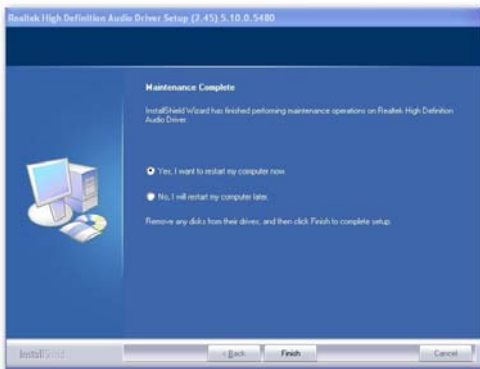 Realtek High Definition Audio Driver Setup (2.45) 5.10.0.5480
Maintenance Complete
InstallShield Wizard has finished performing maintenance operations on Realtek High Definition
Audio Driver.
Yes, I want to restart my computer now.
No, I will restart my computer later.
Remove any disks from their drives, and then click Finish to complete setup.
InstallShield
< Back
Finish
Cancel